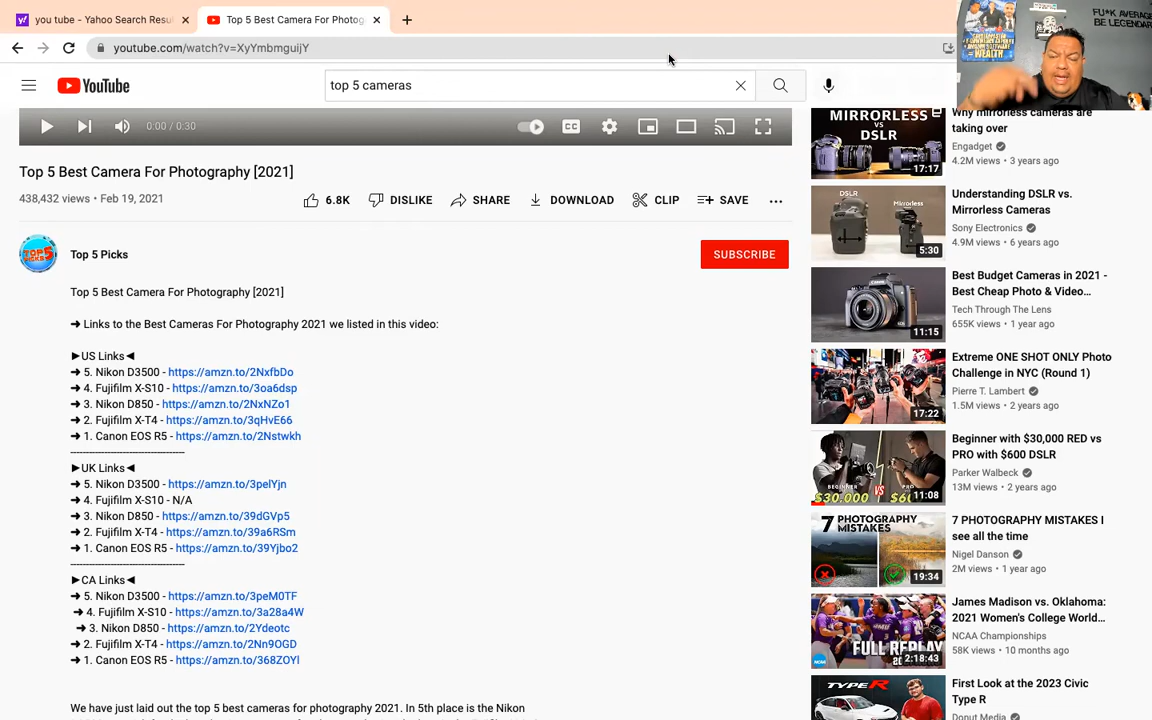 you tube - Yahoo Search Resu
Top 5 Best Camera For Photog
youtube.com/watch?v=XyYmbmguijY
FU*K AVERAGE
BE LEGENDAR
WEALTH
YouTube
top 5 cameras
0:00 / 0:30
CC
Top 5 Best Camera For Photography [2021]
438,432 views • Feb 19, 2021
6.8K
DISLIKE
SHARE
DOWNLOAD
CLIP
SAVE
TOP 5
PICKS
Top 5 Picks
SUBSCRIBE
Top 5 Best Camera For Photography [2021]
➜ Links to the Best Cameras For Photography 2021 we listed in this video:
►US Links◄
➜ 5. Nikon D3500 - https://amzn.to/2NxfbDo
➜ 4. Fujifilm X-S10 - https://amzn.to/3oa6dsp
➜ 3. Nikon D850 - https://amzn.to/2NxNZo1
➜ 2. Fujifilm X-T4 - https://amzn.to/3qHvE66
➜ 1. Canon EOS R5 - https://amzn.to/2Nstwkh
--------------------------------------
►UK Links◄
➜ 5. Nikon D3500 - https://amzn.to/3pelYjn
➜ 4. Fujifilm X-S10 - N/A
➜ 3. Nikon D850 - https://amzn.to/39dGVp5
➜ 2. Fujifilm X-T4 - https://amzn.to/39a6RSm
➜ 1. Canon EOS R5 - https://amzn.to/39Yjbo2
--------------------------------------
►CA Links◄
➜ 5. Nikon D3500 - https://amzn.to/3peM0TF
➜ 4. Fujifilm X-S10 - https://amzn.to/3a28a4W
➜ 3. Nikon D850 - https://amzn.to/2Ydeotc
➜ 2. Fujifilm X-T4 - https://amzn.to/2Nn9OGD
➜ 1. Canon EOS R5 - https://amzn.to/368ZOYl
We have just laid out the top 5 best cameras for photography 2021. In 5th place is the Nikon
MIRRORLESS
VS
DSLR
17:17
Why mirrorless cameras are
taking over
Engadget
4.2M views • 3 years ago
DSLR
Mirrorless
5:30
Understanding DSLR vs.
Mirrorless Cameras
Sony Electronics
4.9M views • 6 years ago
Canon
11:15
Best Budget Cameras in 2021 -
Best Cheap Photo & Video...
Tech Through The Lens
655K views • 1 year ago
17:22
Extreme ONE SHOT ONLY Photo
Challenge in NYC (Round 1)
Pierre T. Lambert
1.5M views • 2 years ago
BEGINNER
VS
PRO
$30,000
11:08
Beginner with $30,000 RED vs
PRO with $600 DSLR
Parker Walbeck
13M views • 2 years ago
7 PHOTOGRAPHY
MISTAKES
19:34
7 PHOTOGRAPHY MISTAKES I
see all the time
Nigel Danson
2M views • 1 year ago
FULL REPLAY
2:18:43
James Madison vs. Oklahoma:
2021 Women's College World...
NCAA Championships
58K views • 10 months ago
TYPE R
First Look at the 2023 Civic
Type R
Donut Media